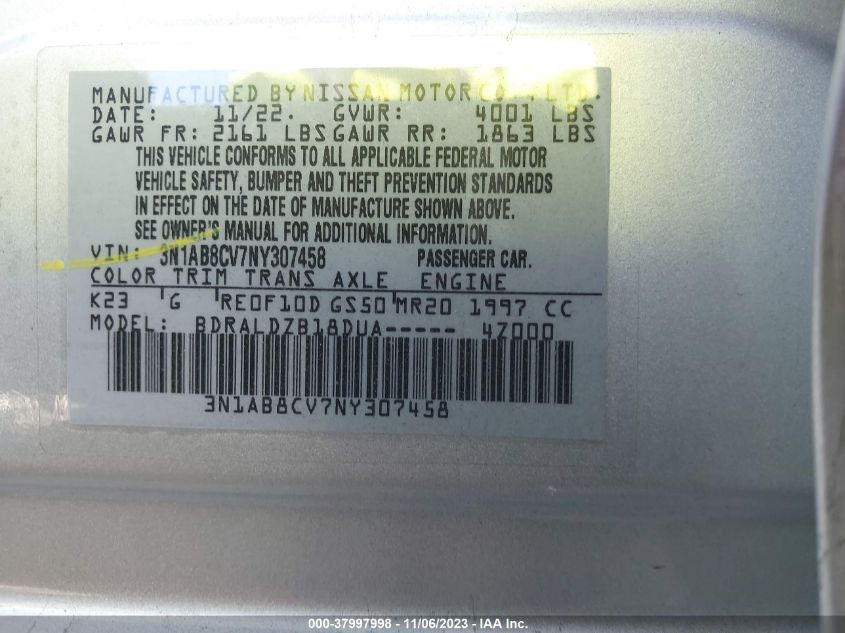 MANUFACTURED BY NISSAN MOTOR CO., LTD.
DATE: 11/22. GVWR: 4001 LBS
GAWR FR: 2161 LBS GAWR RR: 1863 LBS
THIS VEHICLE CONFORMS TO ALL APPLICABLE FEDERAL MOTOR
VEHICLE SAFETY, BUMPER AND THEFT PREVENTION STANDARDS
IN EFFECT ON THE DATE OF MANUFACTURE SHOWN ABOVE.
SEE OWNER'S MANUAL FOR ADDITIONAL INFORMATION.
VIN: 3N1AB8CV7NY307458 PASSENGER CAR.
COLOR TRIM TRANS AXLE ENGINE
K23 G RE0F10D GS50 MR20 1997 CC
MODEL: BDRALDZB18DUA----- 4Z000
3N1AB8CV7NY307458
000-37997998 - 11/06/2023 - IAA Inc.